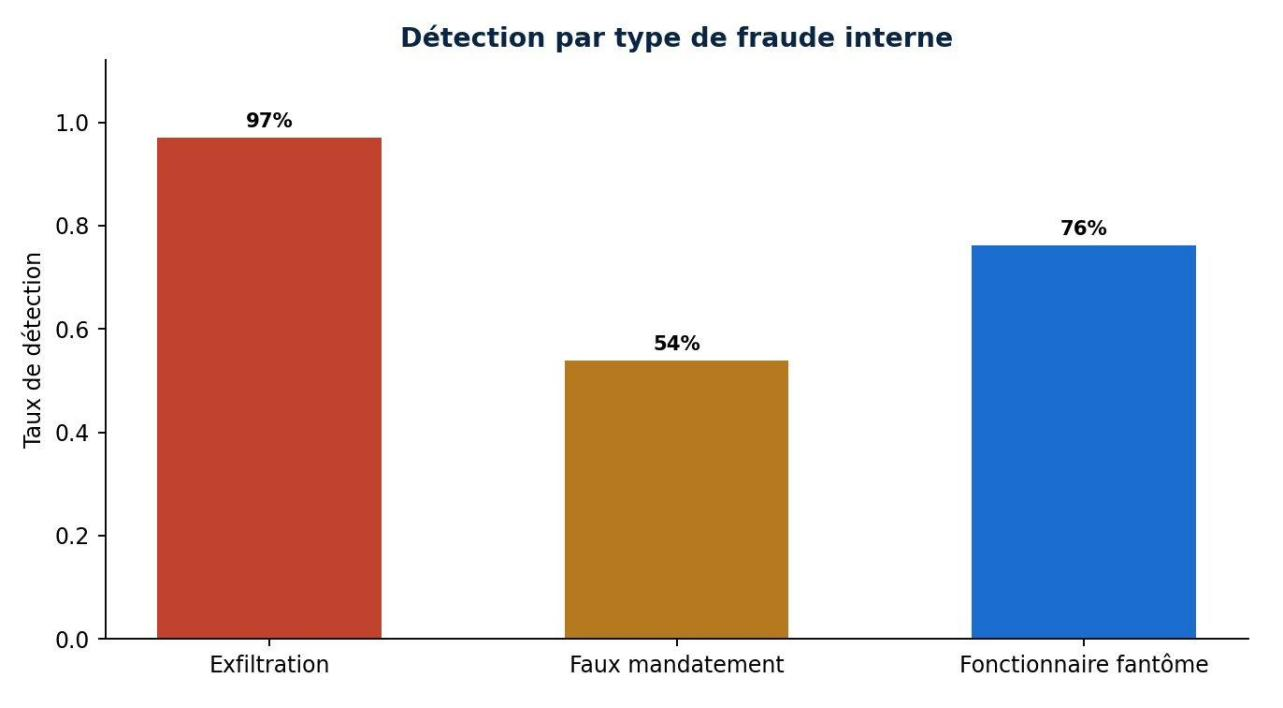 Détection par type de fraude interne
Taux de détection
1.0
0.8
0.6
0.4
0.2
0.0
97%
54%
76%
Exfiltration
Faux mandatement
Fonctionnaire fantôme